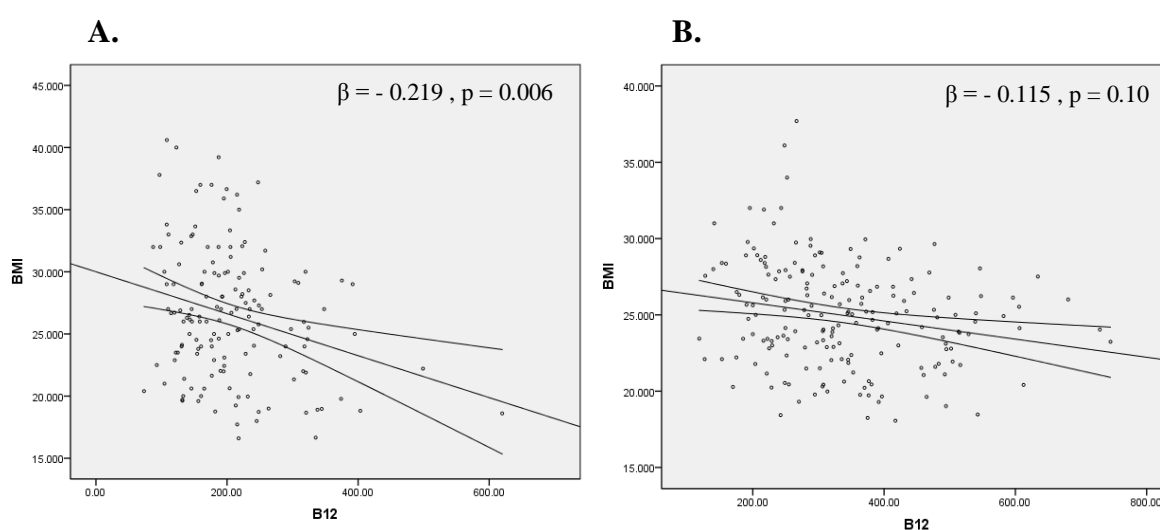 A.
β = - 0.219 , p = 0.006
45.000
40.000
35.000
30.000
25.000
20.000
15.000
BMI
0.00 200.00 400.00 600.00
B12
B.
β = - 0.115 , p = 0.10
40.000
35.000
30.000
25.000
20.000
15.000
BMI
200.00 400.00 600.00 800.00
B12